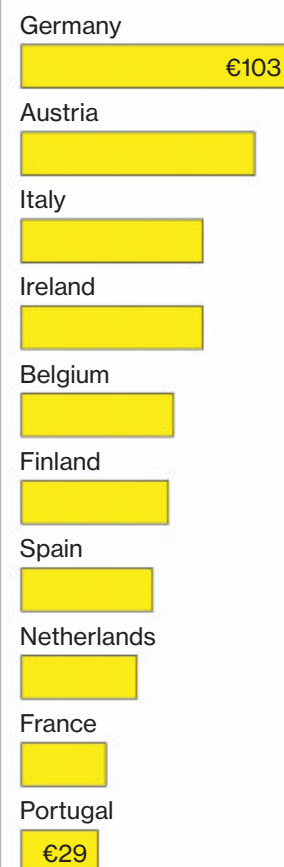 Germany
€103
Austria
Italy
Ireland
Belgium
Finland
Spain
Netherlands
France
Portugal
€29